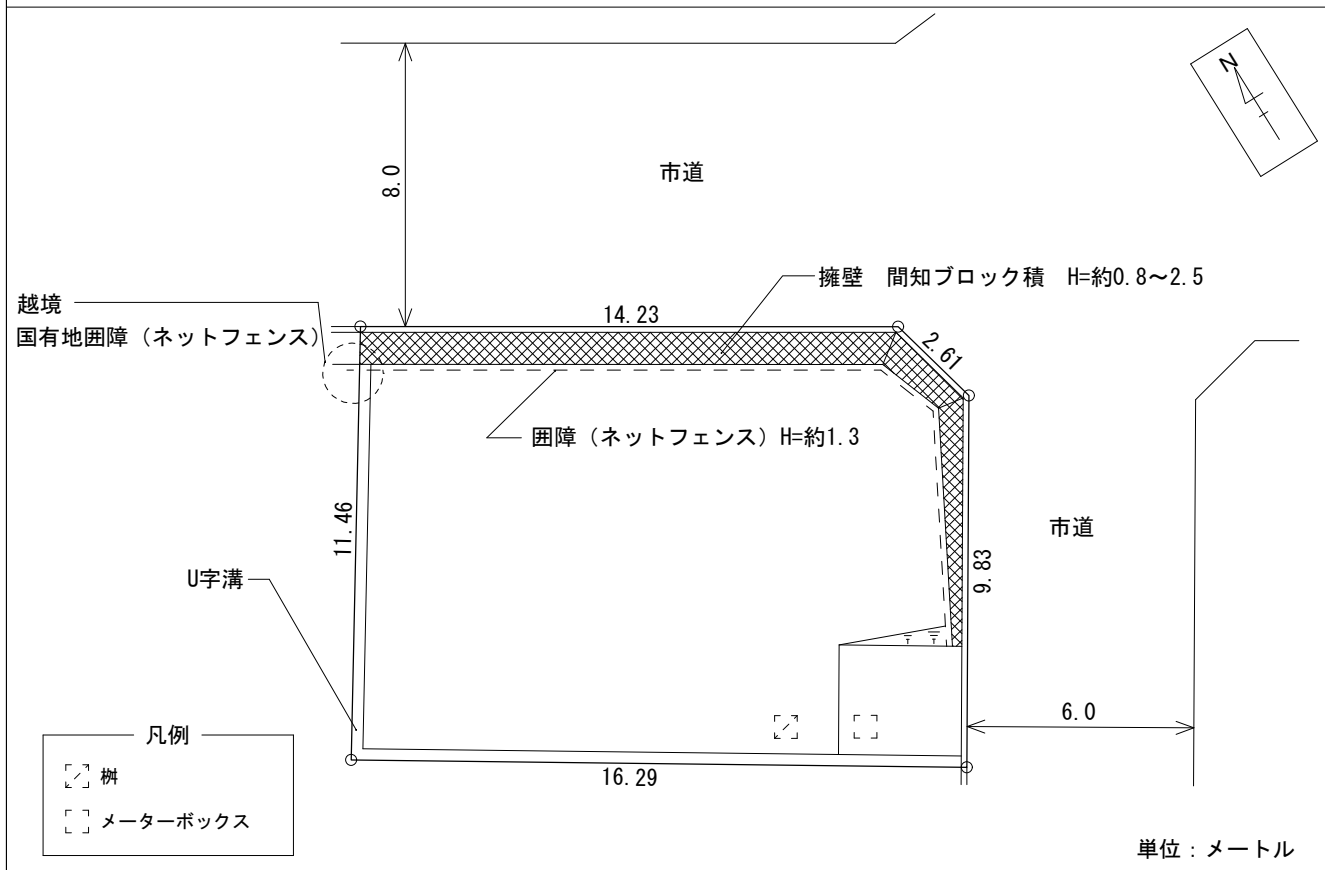 N
8.0
市道
擁壁　間知ブロック積　H=約0.8～2.5
越境
国有地囲障（ネットフェンス）
14.23
2.61
囲障（ネットフェンス）H=約1.3
11.46
市道
9.83
U字溝
6.0
16.29
凡例
桝
メーターボックス
単位：メートル